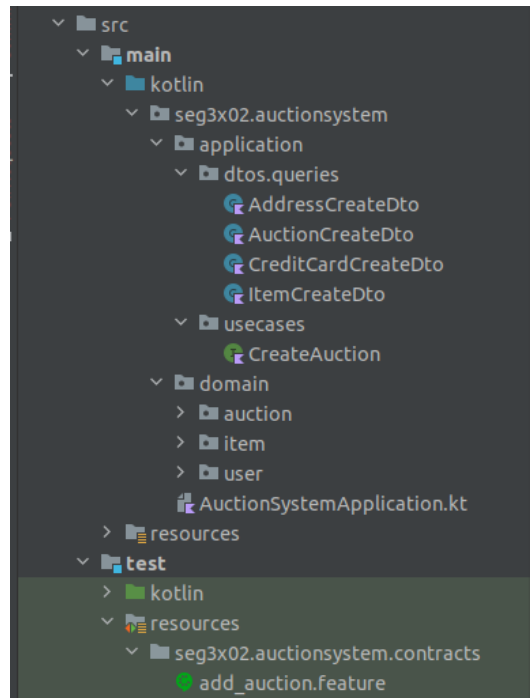 src
main
kotlin
seg3x02.auctionsystem
application
dtos.queries
AddressCreateDto
AuctionCreateDto
CreditCardCreateDto
ItemCreateDto
usecases
CreateAuction
domain
auction
item
user
AuctionSystemApplication.kt
resources
test
kotlin
resources
seg3x02.auctionsystem.contracts
add_auction.feature